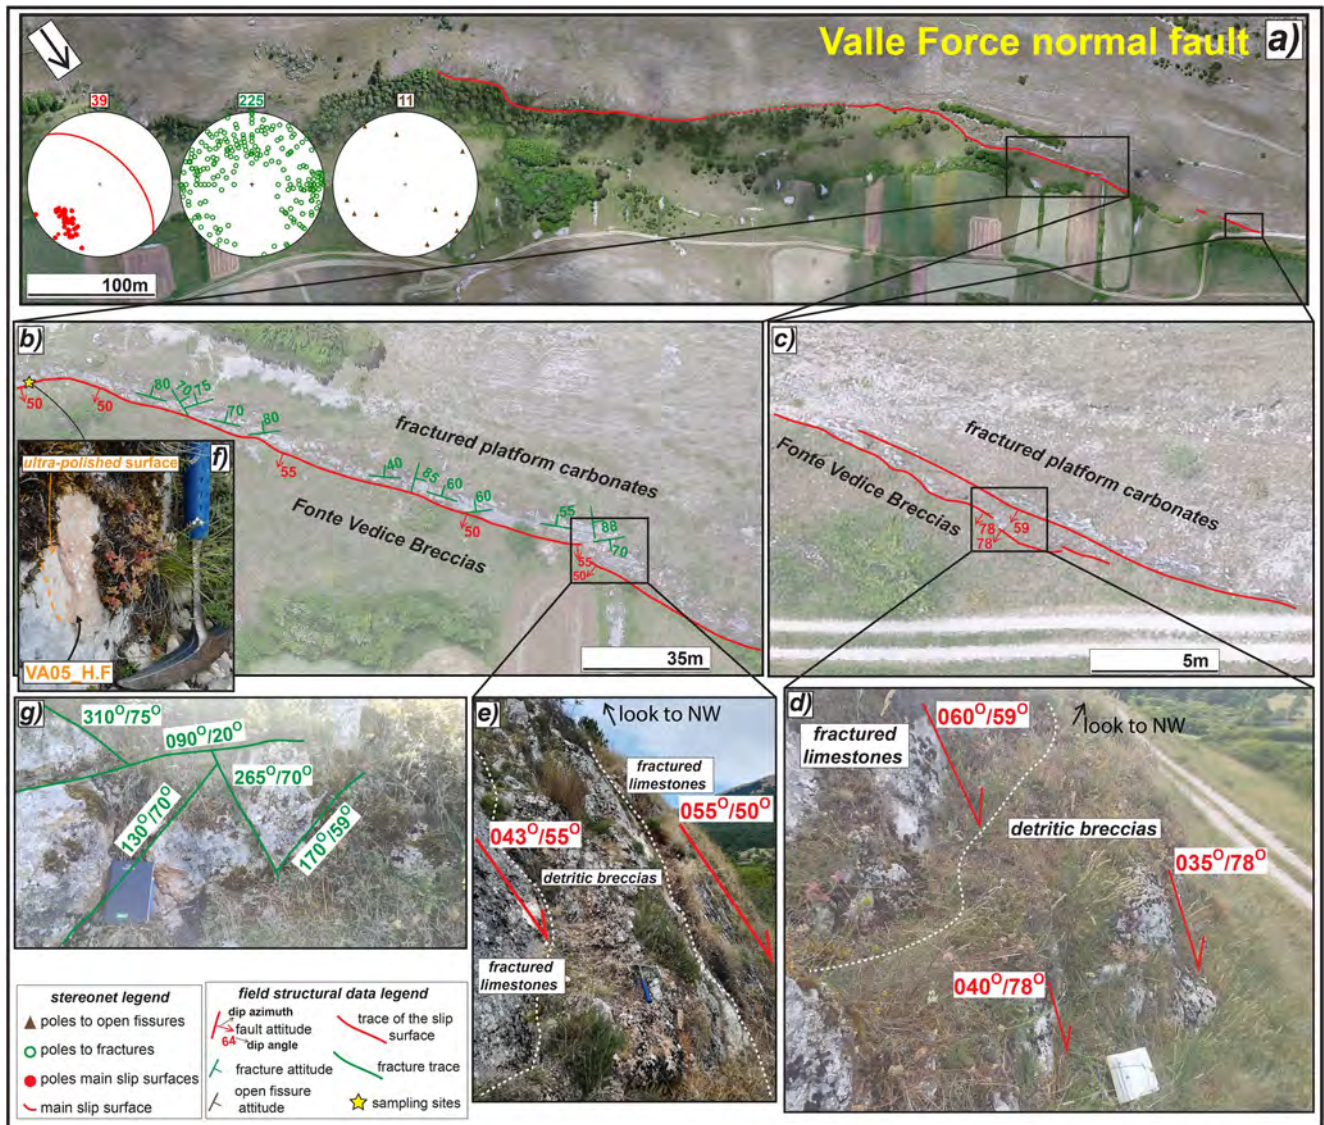 Valle Force normal fault
a)
39
225
11
100m
b)
80
70
75
70
80
50
50
55
40
85
60
60
50
55
88
70
55
50
fractured platform carbonates
Fonte Vedice Breccias
35m
c)
fractured platform carbonates
Fonte Vedice Breccias
78
59
78
5m
f)
ultra-polished surface
VA05_H.F
g)
310°/75°
090°/20°
265°/70°
130°/70°
170°/59°
e)
look to NW
fractured
limestones
055°/50°
043°/55°
detritic breccias
fractured
limestones
d)
060°/59°
look to NW
fractured
limestones
detritic breccias
035°/78°
040°/78°
stereonet legend
poles to open fissures
poles to fractures
poles main slip surfaces
main slip surface
field structural data legend
dip azimuth
fault attitude
64
dip angle
fracture attitude
open fissure
attitude
trace of the slip
surface
fracture trace
sampling sites